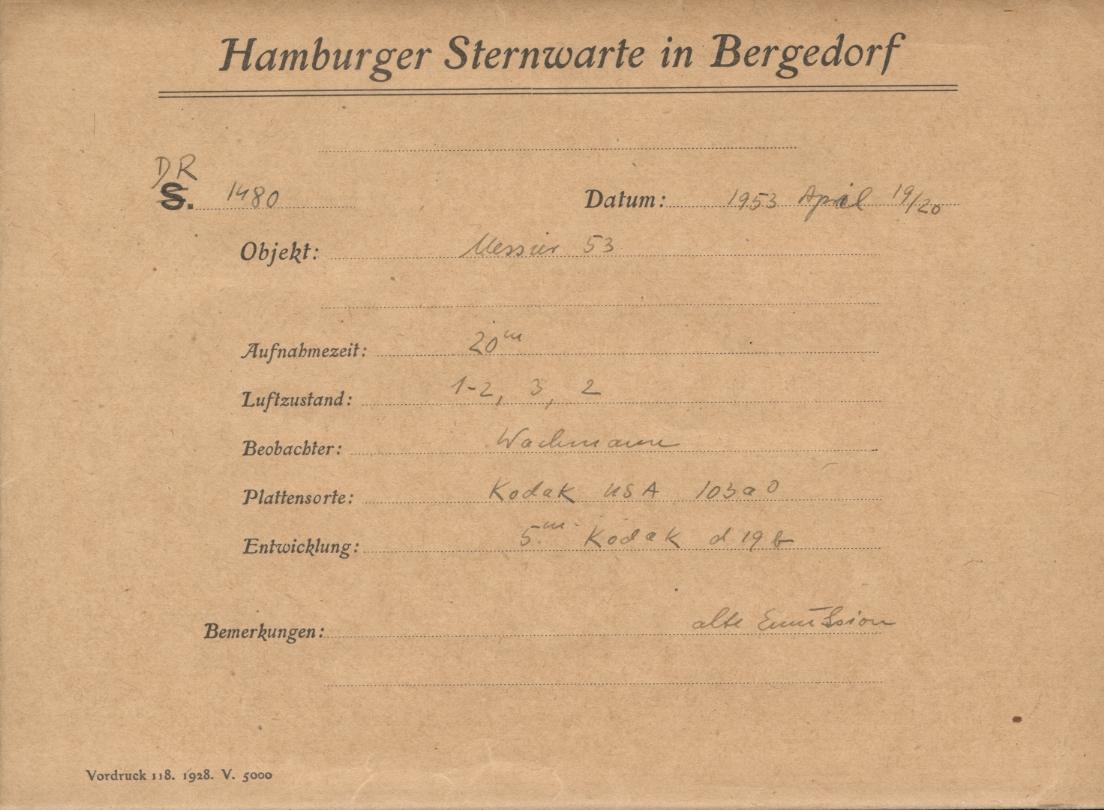 Hamburger Sternwarte in Bergedorf
DR
S. 1480 Datum: 1953 April 19/20
Objekt: Messier 53
Aufnahmezeit: 20m
Luftzustand: 1-2, 3, 2
Beobachter: Wachmann
Plattensorte: Kodak USA 103a0
Entwicklung: 5m Kodak d19b
Bemerkungen: alte Emulsion
Vordruck 118. 1928. V. 5000